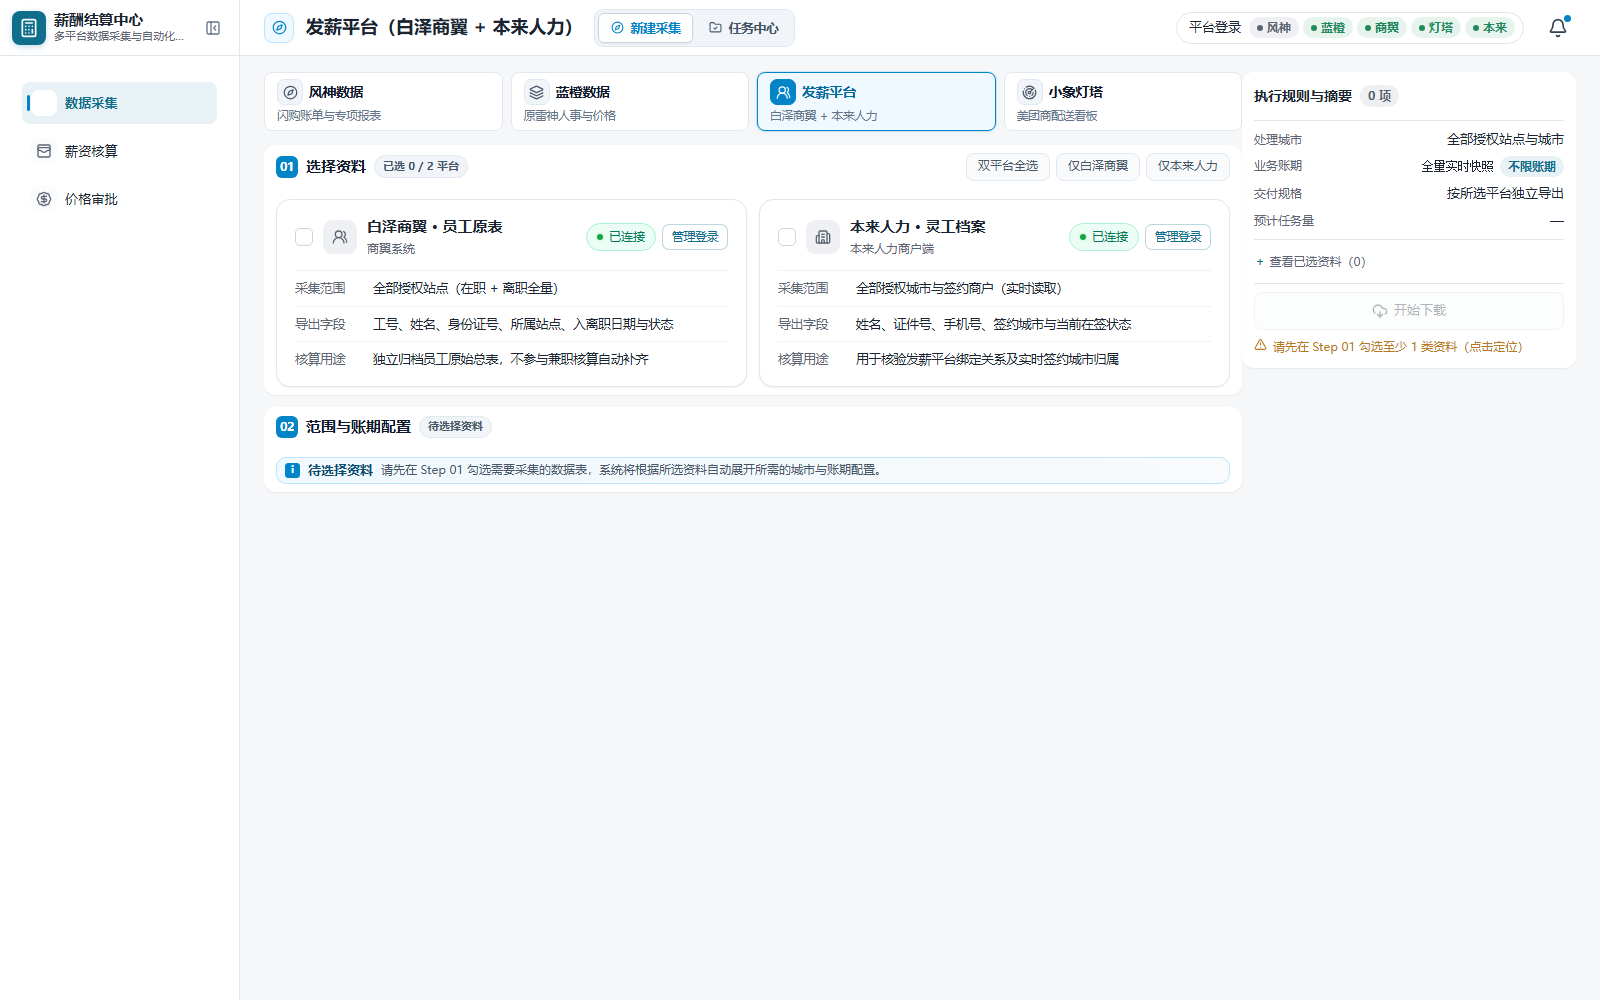 薪酬结算中心
多平台数据采集与自动化...
数据采集
薪资核算
价格审批
发薪平台（白泽商翼 + 本来人力）
新建采集
任务中心
平台登录
风神
蓝橙
商翼
灯塔
本来
风神数据
闪购账单与专项报表
蓝橙数据
原雷神人事与价格
发薪平台
白泽商翼 + 本来人力
小象灯塔
美团商配送看板
01 选择资料 已选 0 / 2 平台
双平台全选
仅白泽商翼
仅本来人力
白泽商翼 • 员工原表
商翼系统
已连接
管理登录
采集范围 全部授权站点（在职 + 离职全量）
导出字段 工号、姓名、身份证号、所属站点、入离职日期与状态
核算用途 独立归档员工原始总表，不参与兼职核算自动补齐
本来人力 • 灵工档案
本来人力商户端
已连接
管理登录
采集范围 全部授权城市与签约商户（实时读取）
导出字段 姓名、证件号、手机号、签约城市与当前在签状态
核算用途 用于核验发薪平台绑定关系及实时签约城市归属
02 范围与账期配置 待选择资料
待选择资料 请先在 Step 01 勾选需要采集的数据表，系统将根据所选资料自动展开所需的城市与账期配置。
执行规则与摘要 0 项
处理城市 全部授权站点与城市
业务账期 全量实时快照 不限账期
交付规格 按所选平台独立导出
预计任务量 —
+ 查看已选资料（0）
开始下载
请先在 Step 01 勾选至少 1 类资料（点击定位）